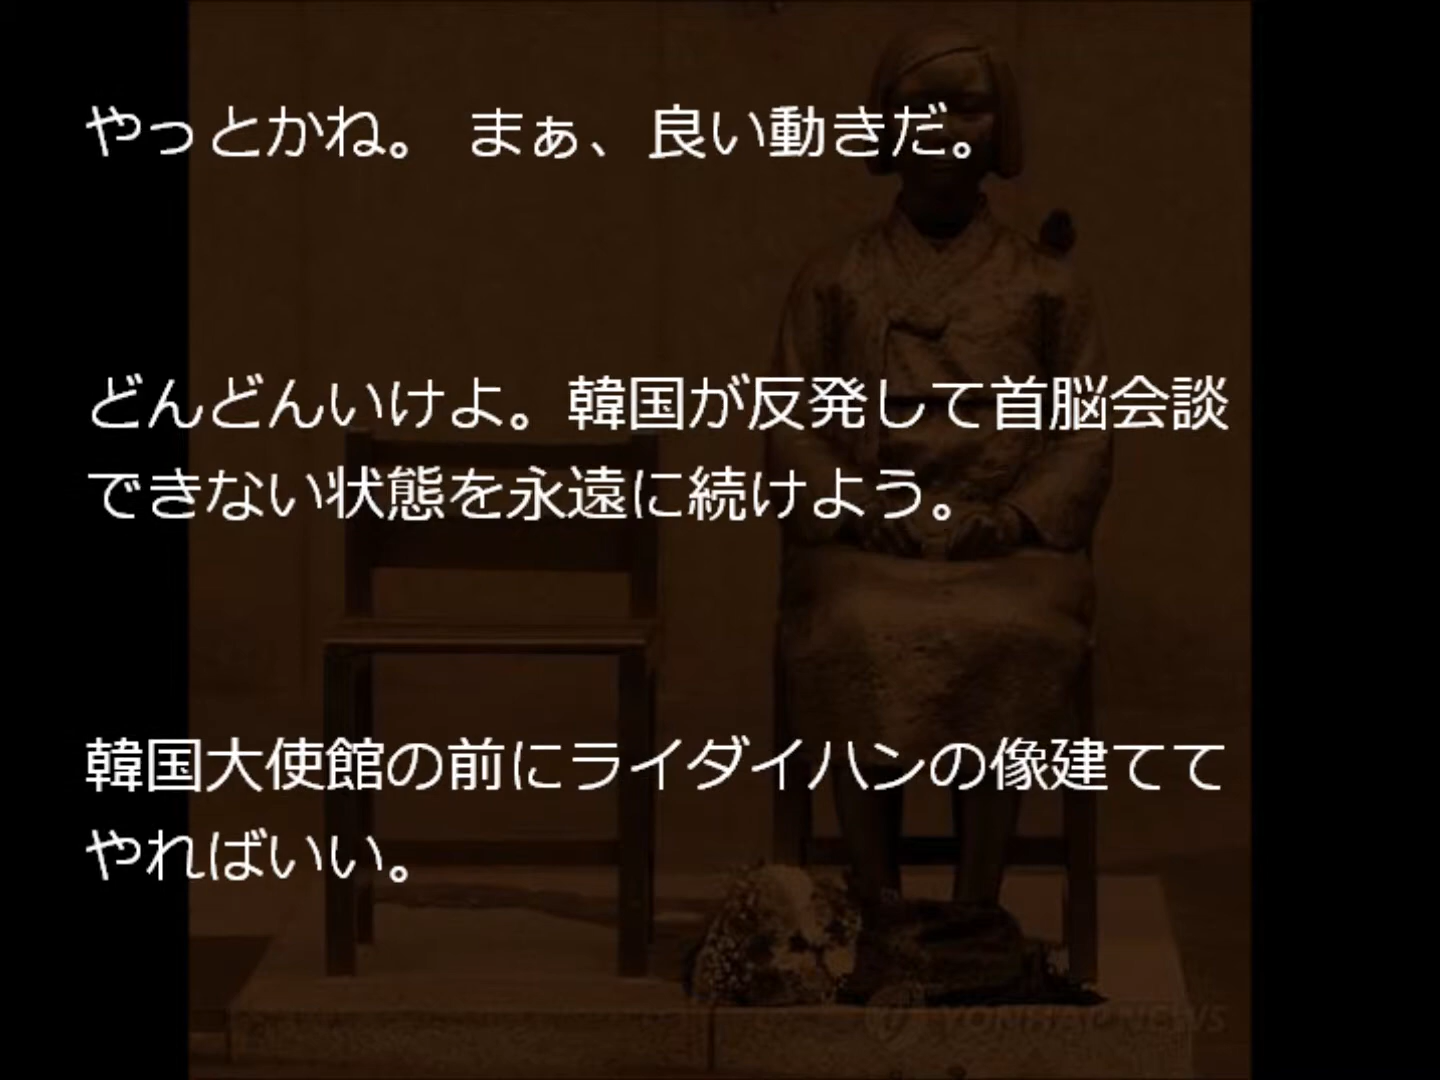 やっとかね。 まぁ、良い動きだ。
どんどんいけよ。韓国が反発して首脳会談
できない状態を永遠に続けよう。
韓国大使館の前にライダイハンの像建てて
やればいい。
YONHAP NEWS